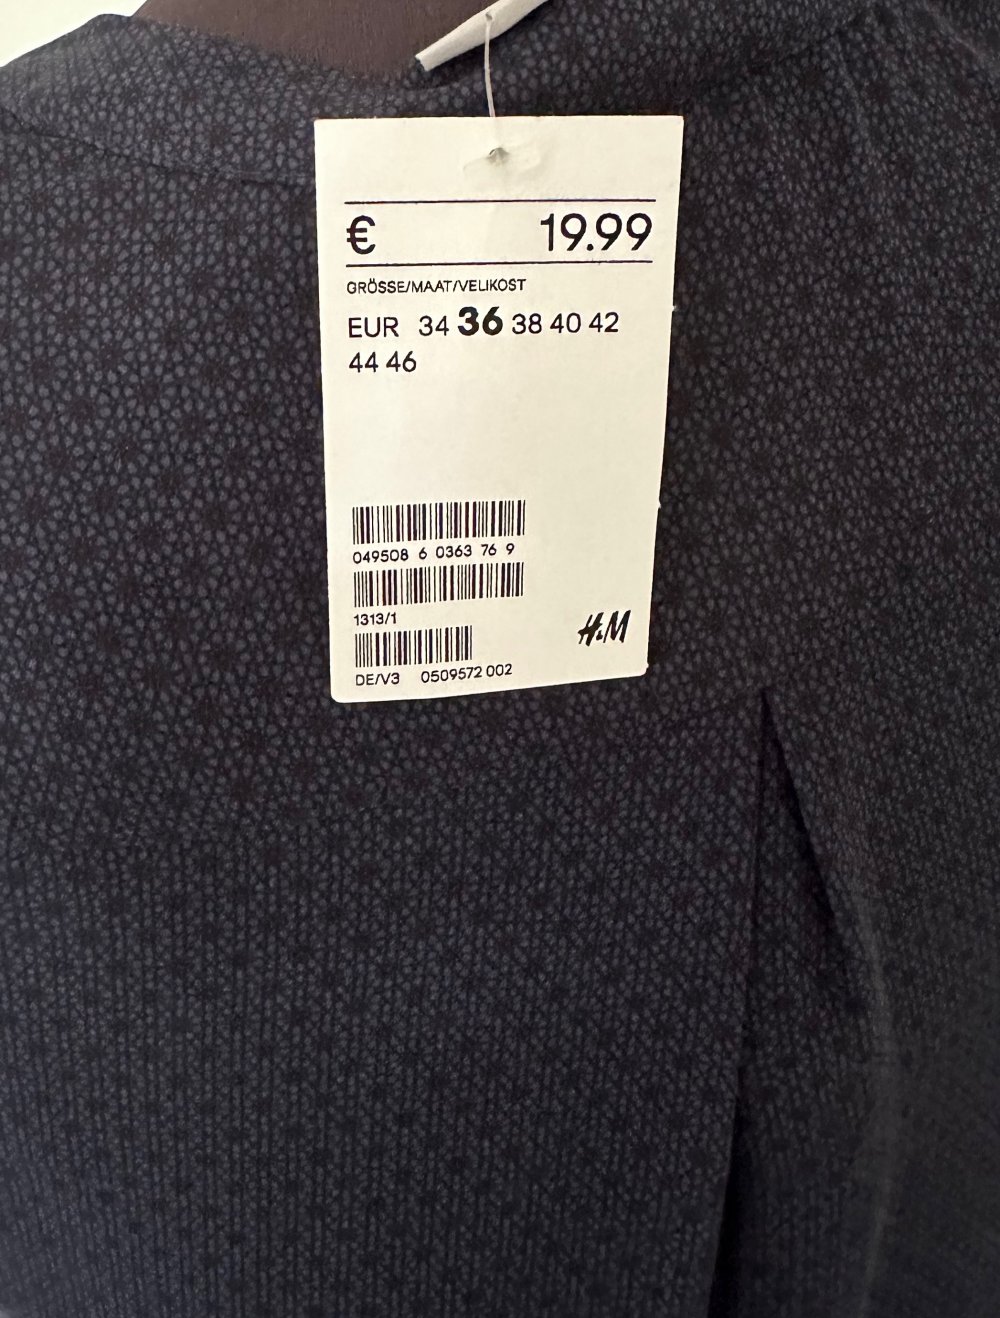 € 19.99
GRÖSSE/MAAT/VELIKOST
EUR 34 36 38 40 42
44 46
049508 6 0363 76 9
1313/1
H&M
DE/V3 0509572 002